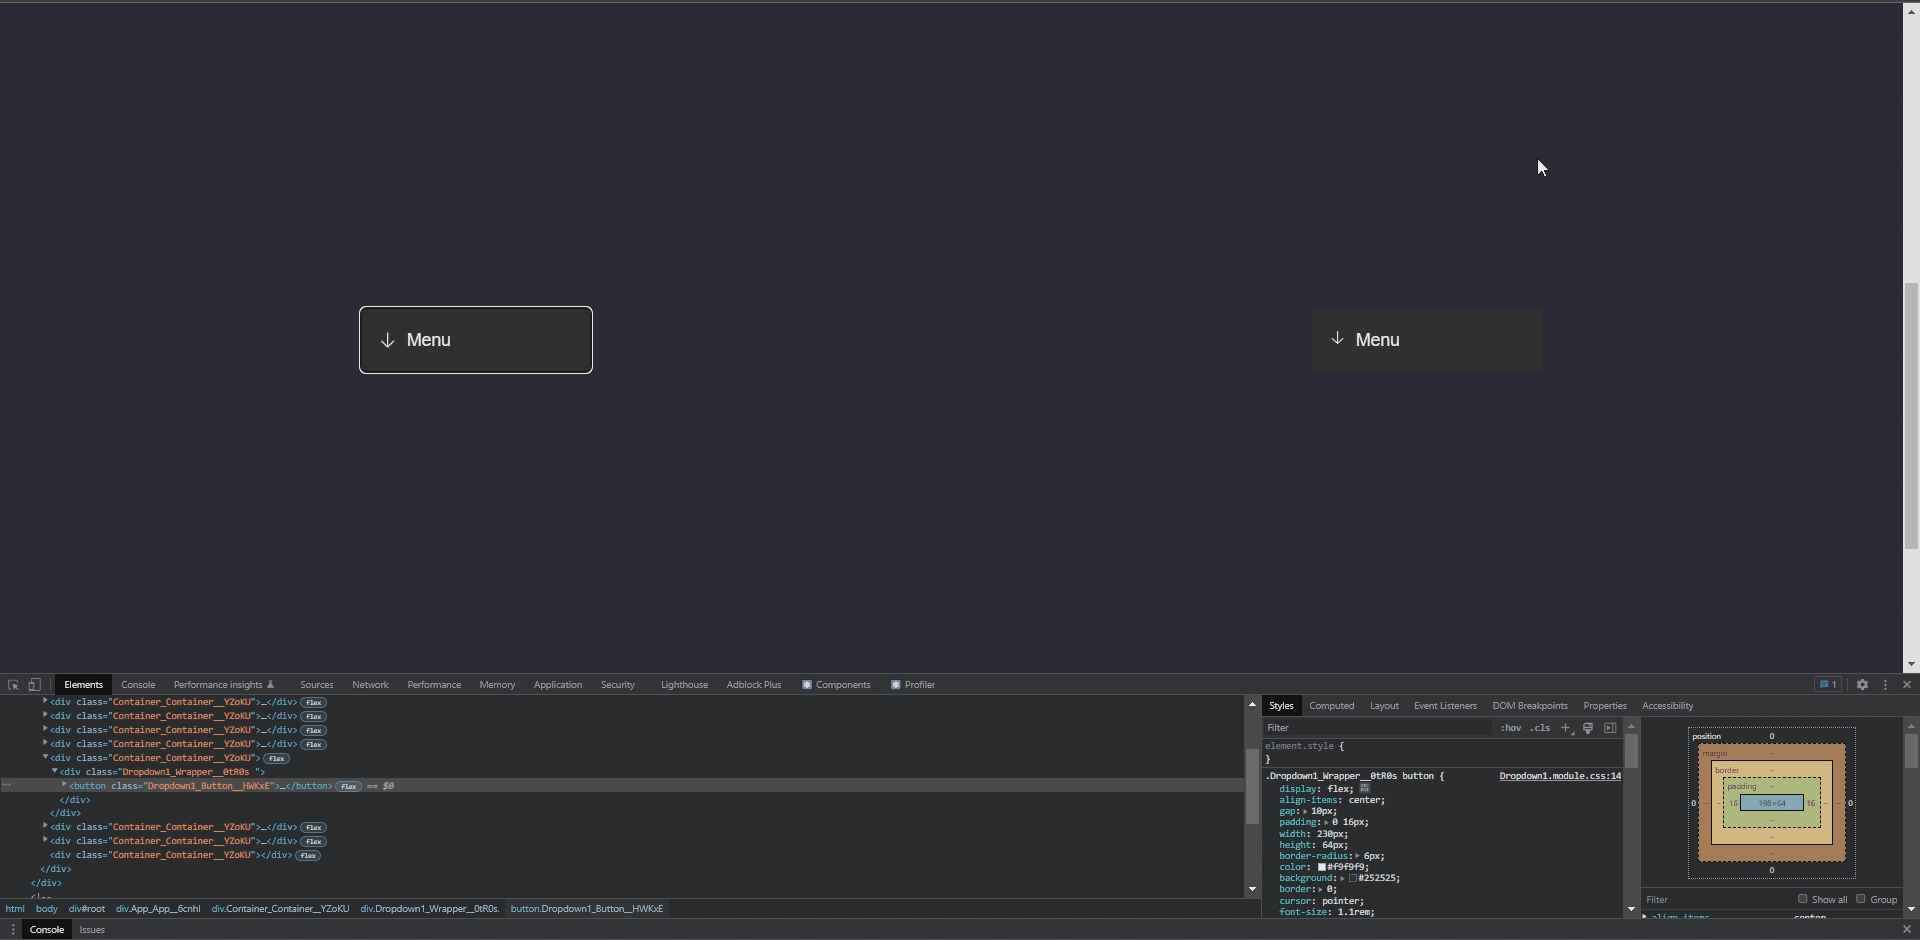 Menu
Menu
Elements Console Performance insights Sources Network Performance Memory Application Security Lighthouse Adblock Plus Components Profiler 1
<div class="Container_Container__YZoKU">…</div> flex
<div class="Container_Container__YZoKU">…</div> flex
<div class="Container_Container__YZoKU">…</div> flex
<div class="Container_Container__YZoKU">…</div> flex
<div class="Container_Container__YZoKU"> flex
<div class="Dropdown1_Wrapper__0tR0s ">
<button class="Dropdown1_Button__HWKxE">…</button> flex == $0
</div>
</div>
<div class="Container_Container__YZoKU">…</div> flex
<div class="Container_Container__YZoKU">…</div> flex
<div class="Container_Container__YZoKU"></div> flex
</div>
</div>
html body div#root div.App_App__6cnhl div.Container_Container__YZoKU div.Dropdown1_Wrapper__0tR0s. button.Dropdown1_Button__HWKxE
Styles Computed Layout Event Listeners DOM Breakpoints Properties Accessibility
Filter :hov .cls
element.style {
}
.Dropdown1_Wrapper__0tR0s button { Dropdown1.module.css:14
display: flex;
align-items: center;
gap: 10px;
padding: 0 16px;
width: 230px;
height: 64px;
border-radius: 6px;
color: #f9f9f9;
background: #252525;
border: 0;
cursor: pointer;
font-size: 1.1rem;
position 0
margin -
border -
padding -
0 - - 16 198×64 16 - - 0
-
-
-
0
Filter Show all Group
align-items center
Console Issues